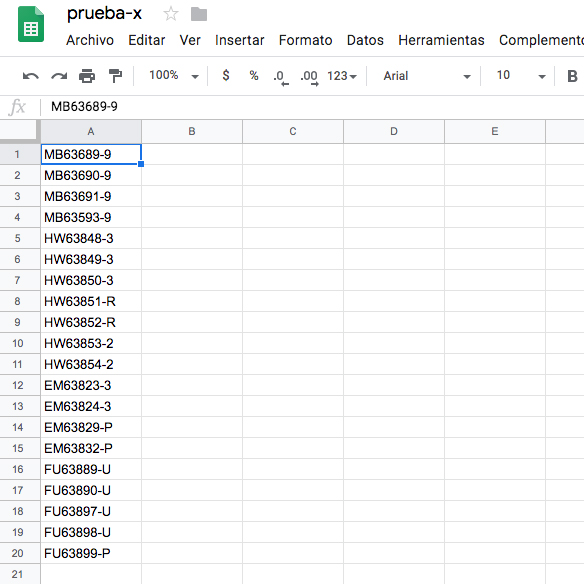 prueba-x
Archivo Editar Ver Insertar Formato Datos Herramientas Complemento
100% $ % .0 .00 123 Arial 10 B
fx MB63689-9
A B C D E
1 MB63689-9
2 MB63690-9
3 MB63691-9
4 MB63593-9
5 HW63848-3
6 HW63849-3
7 HW63850-3
8 HW63851-R
9 HW63852-R
10 HW63853-2
11 HW63854-2
12 EM63823-3
13 EM63824-3
14 EM63829-P
15 EM63832-P
16 FU63889-U
17 FU63890-U
18 FU63897-U
19 FU63898-U
20 FU63899-P
21